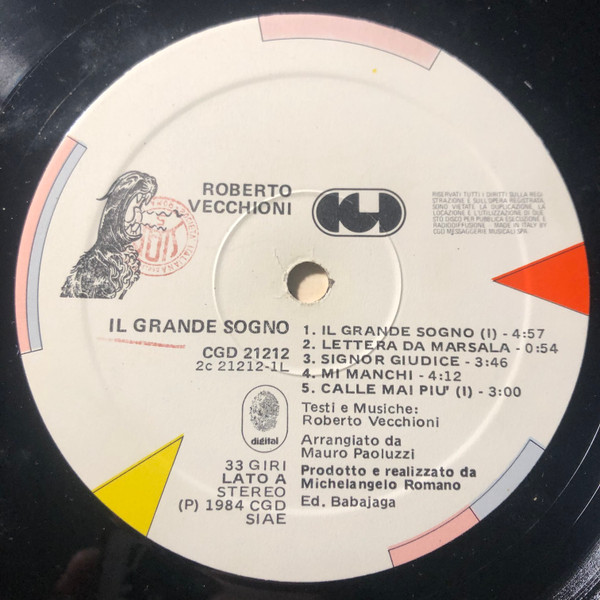 ROBERTO
VECCHIONI
CGD
RISERVATI TUTTI I DIRITTI SULLA REGI
STRAZIONE E SULL'OPERA REGISTRATA.
SONO VIETATE LA DUPLICAZIONE, LA
LOCAZIONE E L'UTILIZZAZIONE DI QUE
STO DISCO PER PUBBLICA ESECUZIONE E
RADIODIFFUSIONE - MADE IN ITALY BY
CGD MESSAGGERIE MUSICALI SPA.
IL GRANDE SOGNO
CGD 21212
2c 21212-1L
1. IL GRANDE SOGNO (I) - 4:57
2. LETTERA DA MARSALA - 0:54
3. SIGNOR GIUDICE - 3:46
4. MI MANCHI - 4:12
5. CALLE MAI PIU' (I) - 3:00
digital
Testi e Musiche:
Roberto Vecchioni
Arrangiato da
Mauro Paoluzzi
Prodotto e realizzato da
Michelangelo Romano
Ed. Babajaga
33 GIRI
LATO A
STEREO
(P) 1984 CGD
SIAE